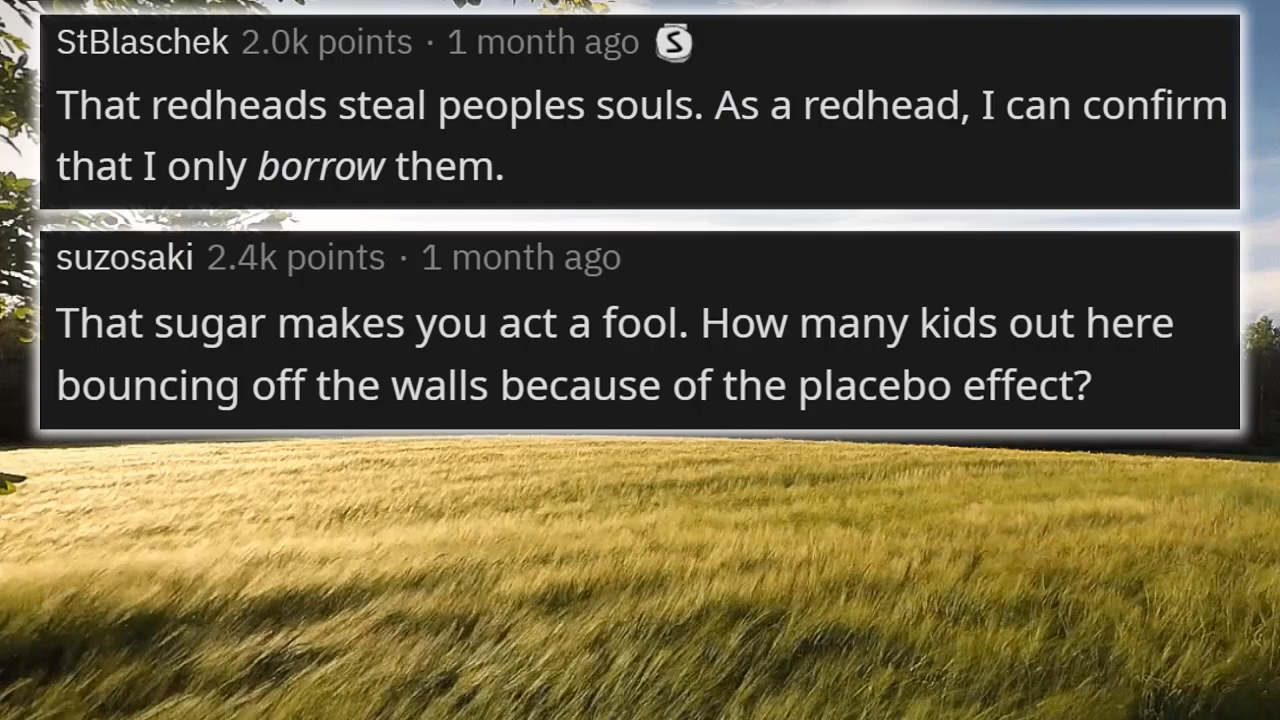 StBlaschek 2.0k points · 1 month ago S
That redheads steal peoples souls. As a redhead, I can confirm
that I only borrow them.
suzosaki 2.4k points · 1 month ago
That sugar makes you act a fool. How many kids out here
bouncing off the walls because of the placebo effect?